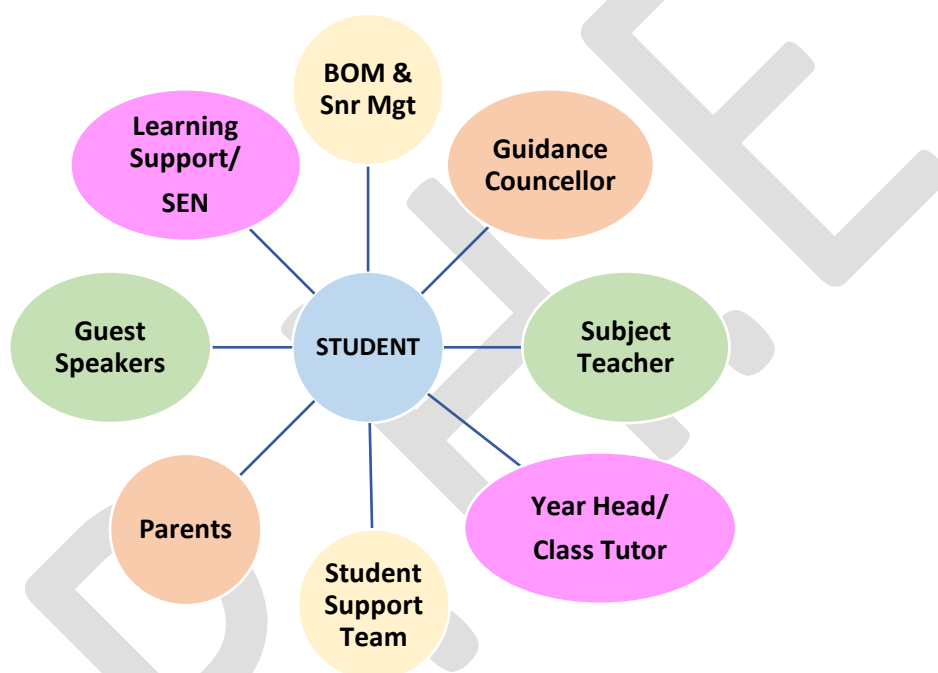 BOM &
Snr Mgt
Learning
Support/
SEN
Guidance
Councellor
Guest
Speakers
STUDENT
Subject
Teacher
Parents
Year Head/
Class Tutor
Student
Support
Team